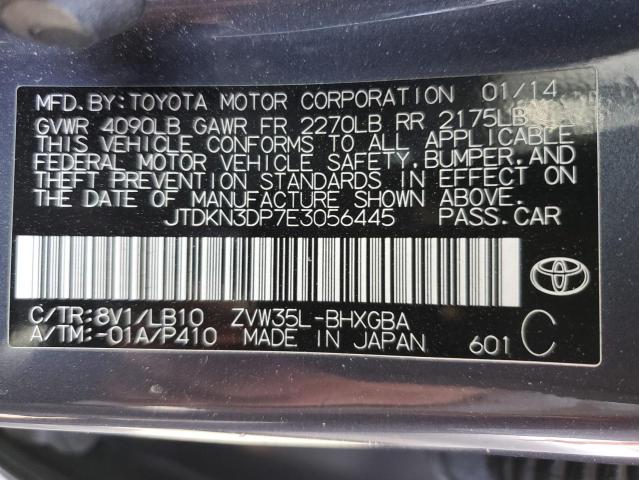 MFD.BY:TOYOTA MOTOR CORPORATION 01/14
GVWR 4090LB GAWR FR 2270LB RR 2175LB
THIS VEHICLE CONFORMS TO ALL APPLICABLE
FEDERAL MOTOR VEHICLE SAFETY, BUMPER, AND
THEFT PREVENTION STANDARDS IN EFFECT ON
THE DATE OF MANUFACTURE SHOWN ABOVE.
JTDKN3DP7E3056445 PASS.CAR
C/TR:8V1/LB10 ZVW35L-BHXGBA
A/TM:-01A/P410 MADE IN JAPAN 601 C
TOYOTA